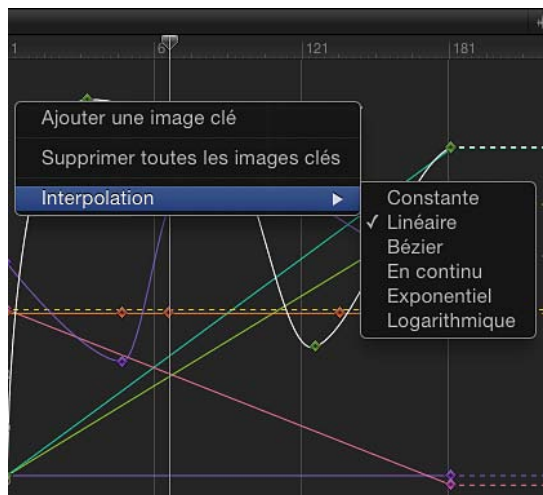 1 61 121 181
Ajouter une image clé
Supprimer toutes les images clés
Interpolation
Constante
✓ Linéaire
Bézier
En continu
Exponentiel
Logarithmique